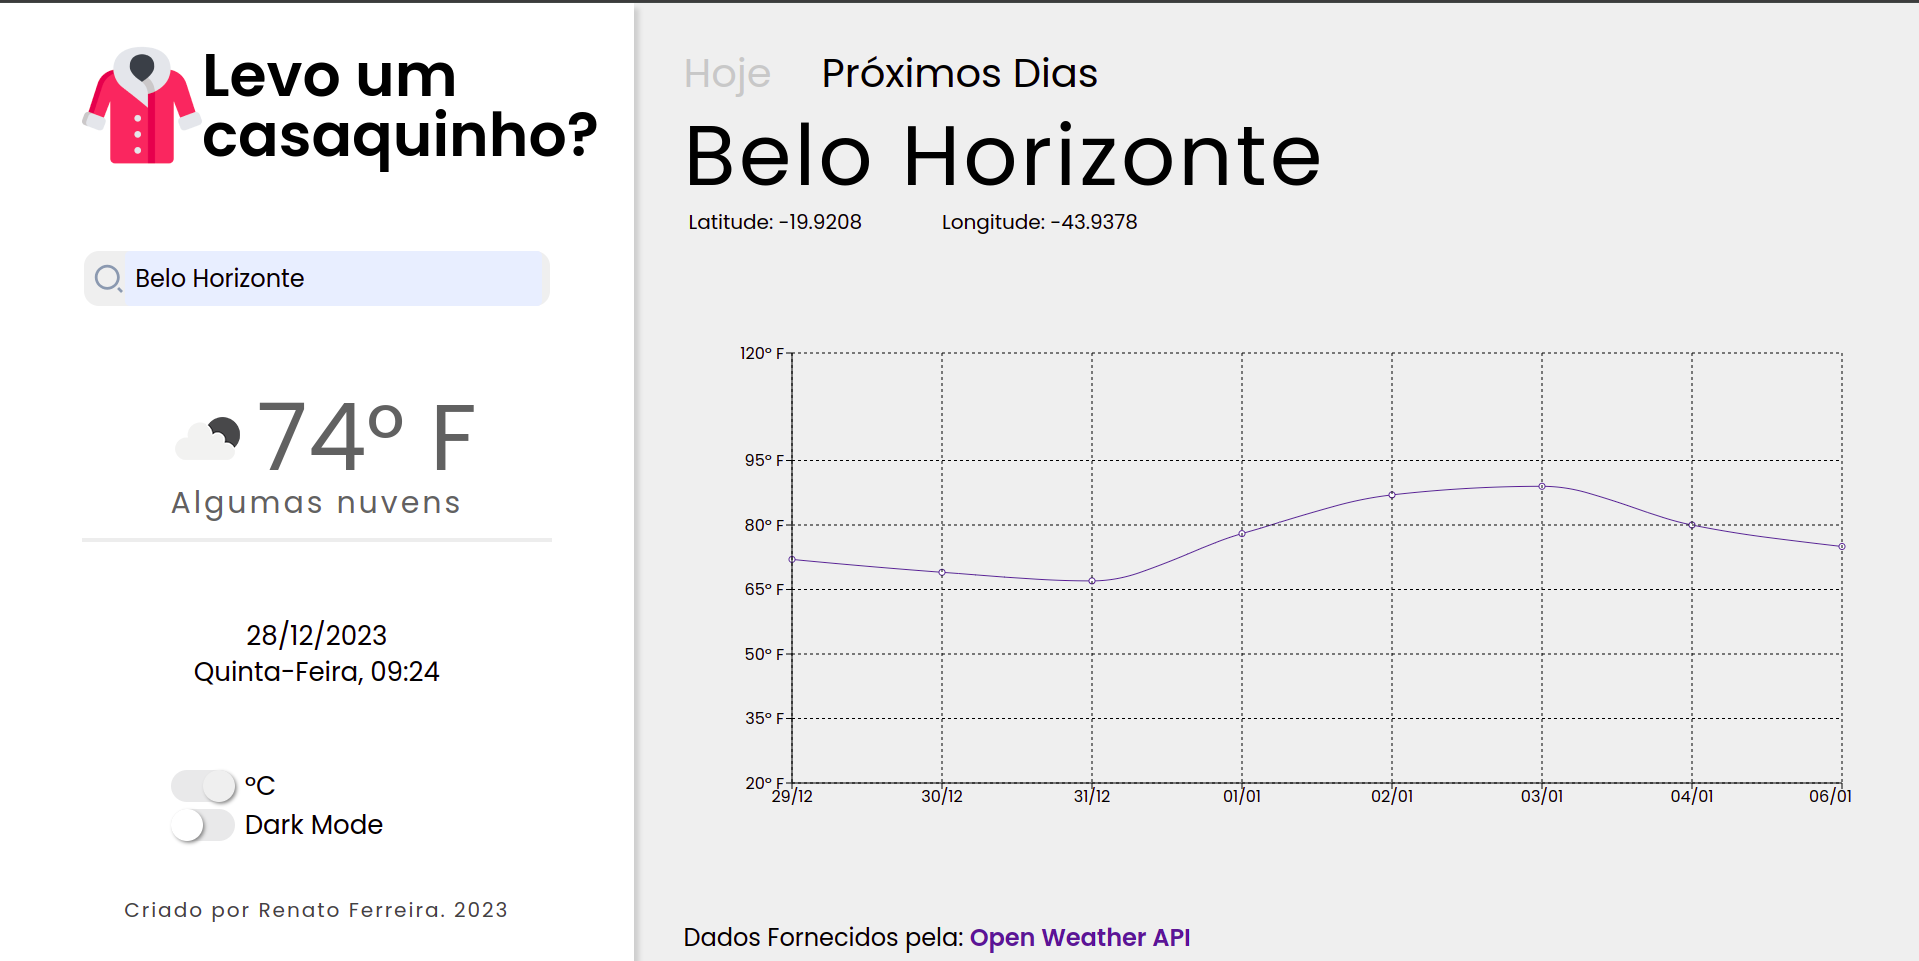 Levo um
casaquinho?
Belo Horizonte
74° F
Algumas nuvens
28/12/2023
Quinta-Feira, 09:24
°C
Dark Mode
Criado por Renato Ferreira. 2023
Hoje Próximos Dias
Belo Horizonte
Latitude: -19.9208 Longitude: -43.9378
120° F
95° F
80° F
65° F
50° F
35° F
20° F
29/12 30/12 31/12 01/01 02/01 03/01 04/01 06/01
Dados Fornecidos pela: Open Weather API